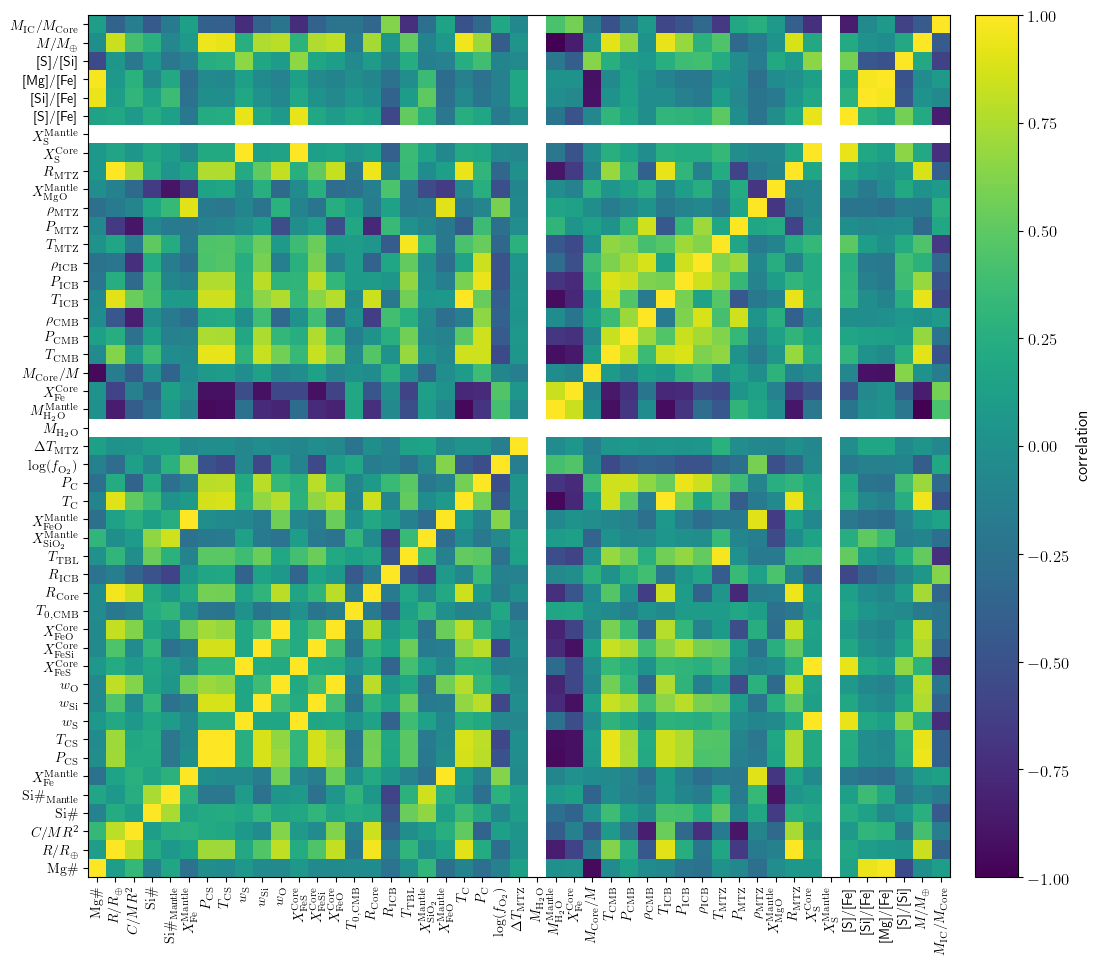 M_IC/M_Core
M/M_⊕
[S]/[Si]
[Mg]/[Fe]
[Si]/[Fe]
[S]/[Fe]
X_S^Mantle
X_S^Core
R_MTZ
X_MgO^Mantle
ρ_MTZ
P_MTZ
T_MTZ
ρ_ICB
P_ICB
T_ICB
ρ_CMB
P_CMB
T_CMB
M_Core/M
X_Fe^Core
M_H₂O^Mantle
M_H₂O
ΔT_MTZ
log(f_O₂)
P_C
T_C
X_FeO^Mantle
X_SiO₂^Mantle
T_TBL
R_ICB
R_Core
T_0,CMB
X_FeO^Core
X_FeSi^Core
X_FeS^Core
w_O
w_Si
w_S
T_CS
P_CS
X_Fe^Mantle
Si#_Mantle
Si#
C/MR²
R/R_⊕
Mg#
Mg#
R/R_⊕
C/MR²
Si#
Si#_Mantle
X_Fe^Mantle
P_CS
T_CS
w_S
w_Si
w_O
X_FeS^Core
X_FeSi^Core
X_FeO^Core
T_0,CMB
R_Core
R_ICB
T_TBL
X_SiO₂^Mantle
X_FeO^Mantle
T_C
P_C
log(f_O₂)
ΔT_MTZ
M_H₂O
M_H₂O^Mantle
X_Fe^Core
M_Core/M
T_CMB
P_CMB
ρ_CMB
T_ICB
P_ICB
ρ_ICB
T_MTZ
P_MTZ
ρ_MTZ
X_MgO^Mantle
R_MTZ
X_S^Core
X_S^Mantle
[S]/[Fe]
[Si]/[Fe]
[Mg]/[Fe]
[S]/[Si]
M/M_⊕
M_IC/M_Core
1.00
0.75
0.50
0.25
0.00
−0.25
−0.50
−0.75
−1.00
correlation